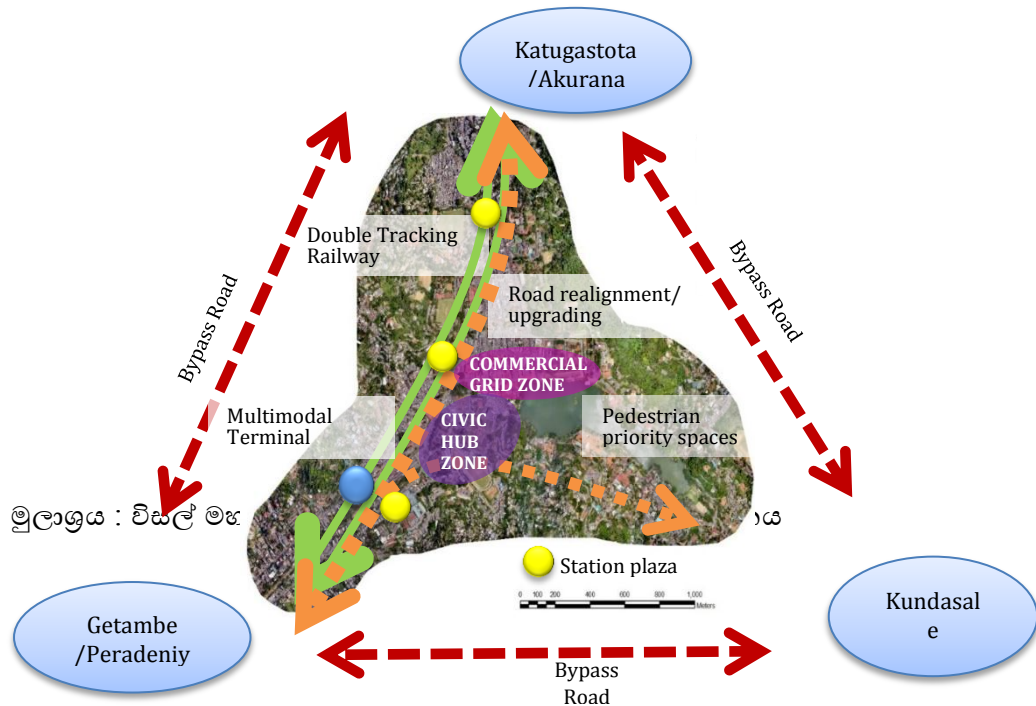 Katugastota
/Akurana
Double Tracking
Railway
Bypass Road
Bypass Road
Road realignment/
upgrading
COMMERCIAL
GRID ZONE
Multimodal
Terminal
CIVIC
HUB
ZONE
Pedestrian
priority spaces
මූලාශ්‍රය : විසල් මහ
Station plaza
0 100 200 400 600 800 1,000
Meters
Getambe
/Peradeniy
Kundasal
e
Bypass
Road